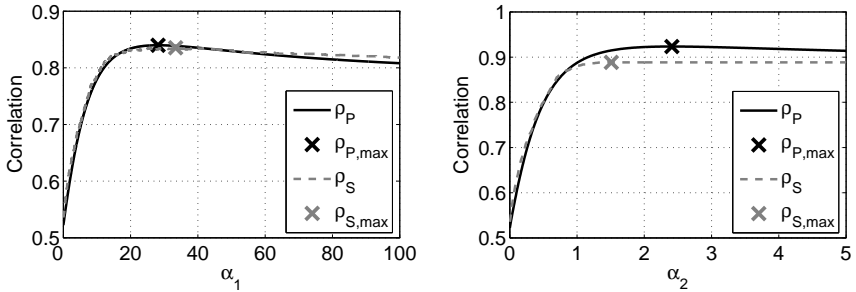 0.9
0.8
0.7
0.6
0.5
Correlation
0 20 40 60 80 100
α1
ρP
ρP,max
ρS
ρS,max
1
0.9
0.8
0.7
0.6
0.5
Correlation
0 1 2 3 4 5
α2
ρP
ρP,max
ρS
ρS,max